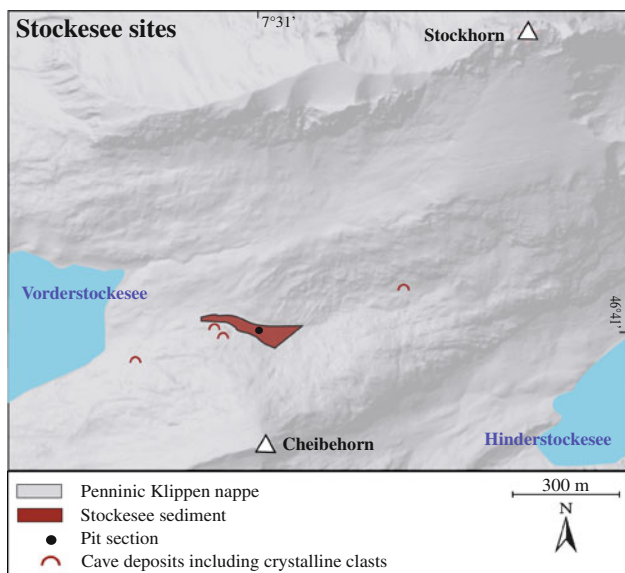 Stockesee sites
7°31'
Stockhorn
Vorderstockesee
46°41'
Cheibehorn
Hinderstockesee
Penninic Klippen nappe
Stockesee sediment
Pit section
Cave deposits including crystalline clasts
300 m
N